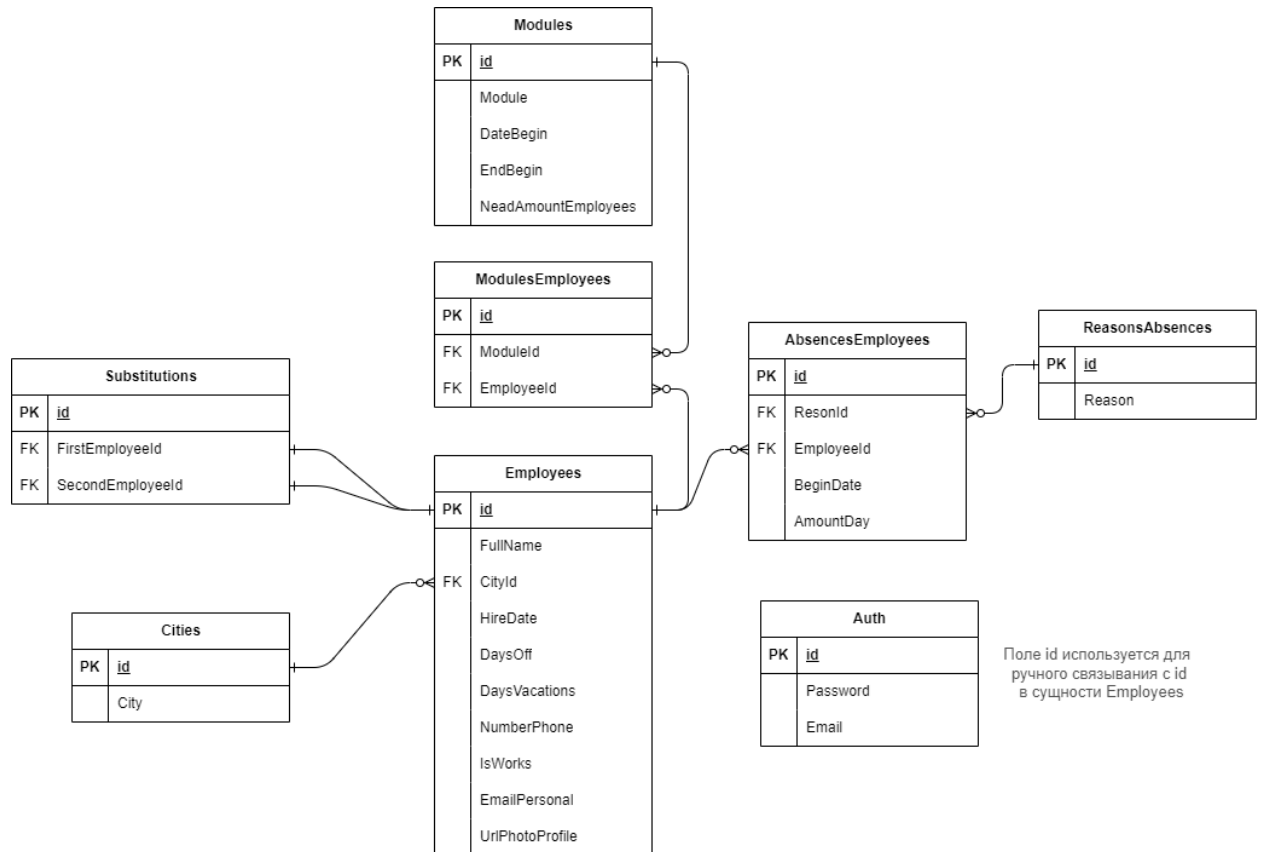 Modules
PK id
Module
DateBegin
EndBegin
NeadAmountEmployees
ModulesEmployees
PK id
FK ModuleId
FK EmployeeId
Substitutions
PK id
FK FirstEmployeeId
FK SecondEmployeeId
Employees
PK id
FullName
FK CityId
HireDate
DaysOff
DaysVacations
NumberPhone
IsWorks
EmailPersonal
UrlPhotoProfile
Cities
PK id
City
AbsencesEmployees
PK id
FK ResonId
FK EmployeeId
BeginDate
AmountDay
ReasonsAbsences
PK id
Reason
Auth
PK id
Password
Email
Поле id используется для
ручного связывания с id
в сущности Employees